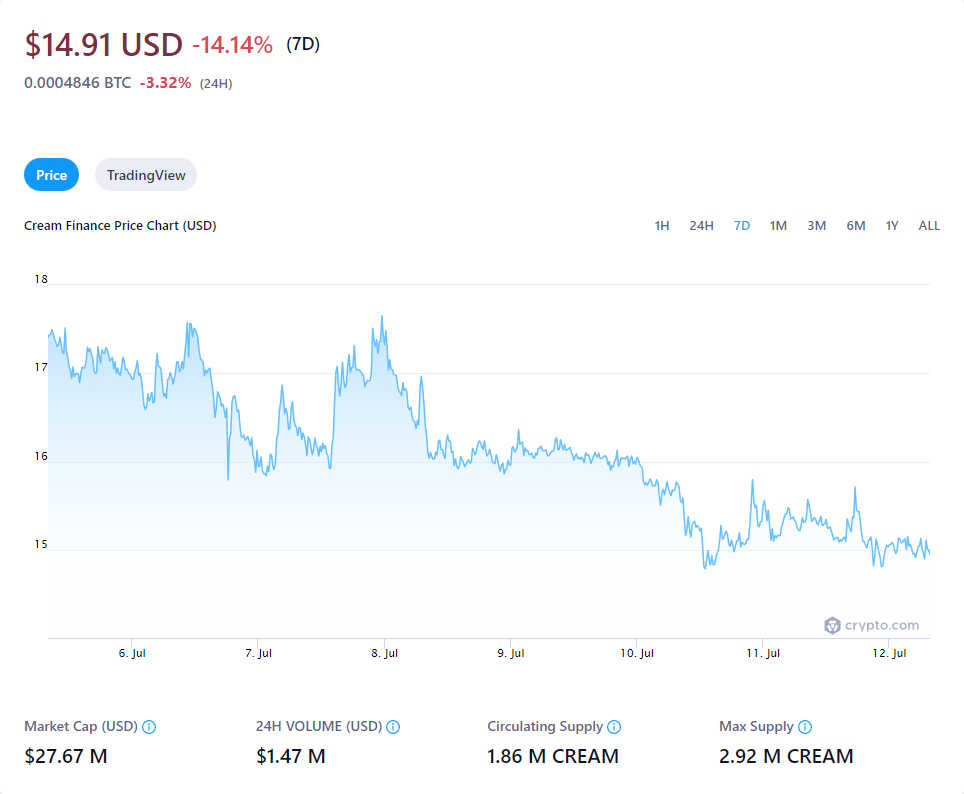 $14.91 USD -14.14% (7D)
0.0004846 BTC -3.32% (24H)
Price TradingView
Cream Finance Price Chart (USD) 1H 24H 7D 1M 3M 6M 1Y ALL
18
17
16
15
crypto.com
6. Jul 7. Jul 8. Jul 9. Jul 10. Jul 11. Jul 12. Jul
Market Cap (USD) 24H VOLUME (USD) Circulating Supply Max Supply
$27.67 M $1.47 M 1.86 M CREAM 2.92 M CREAM